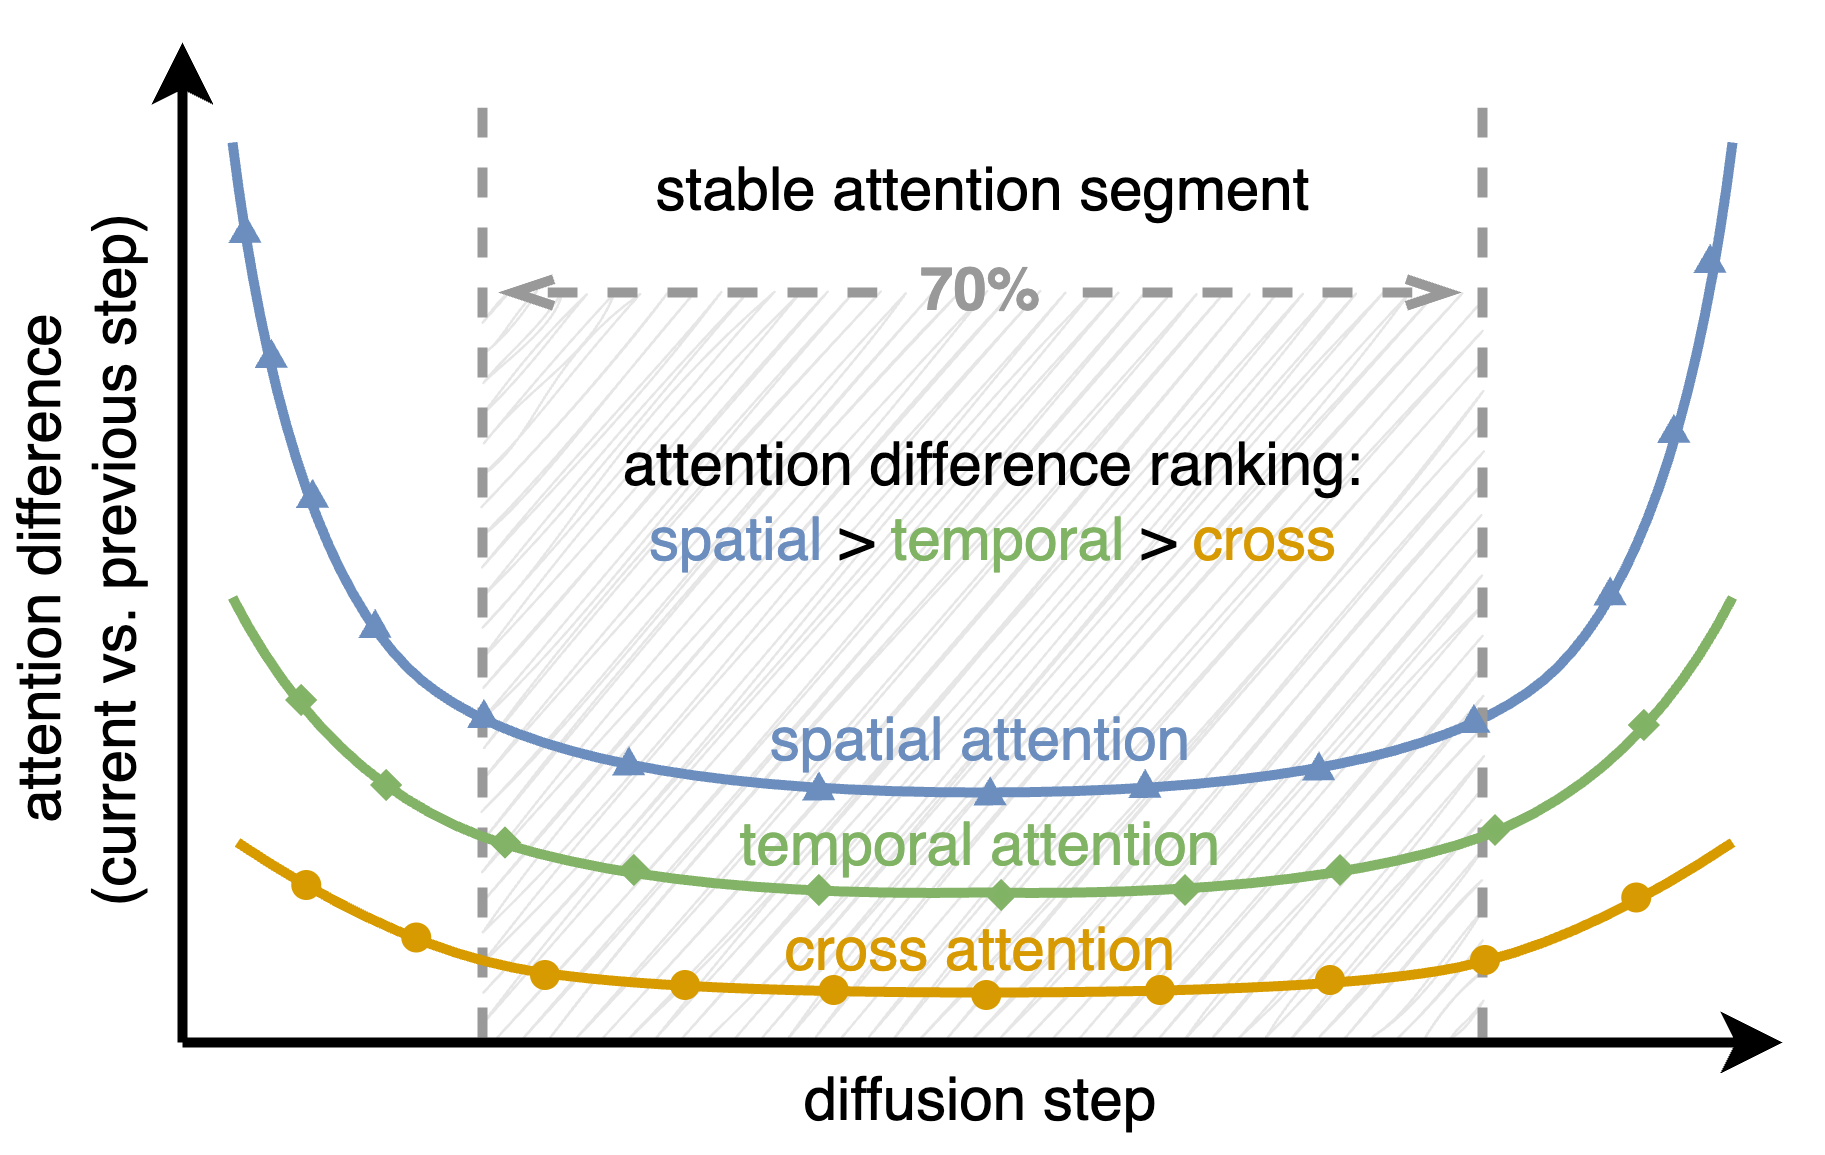 attention difference
(current vs. previous step)
stable attention segment
70%
attention difference ranking:
spatial > temporal > cross
spatial attention
temporal attention
cross attention
diffusion step